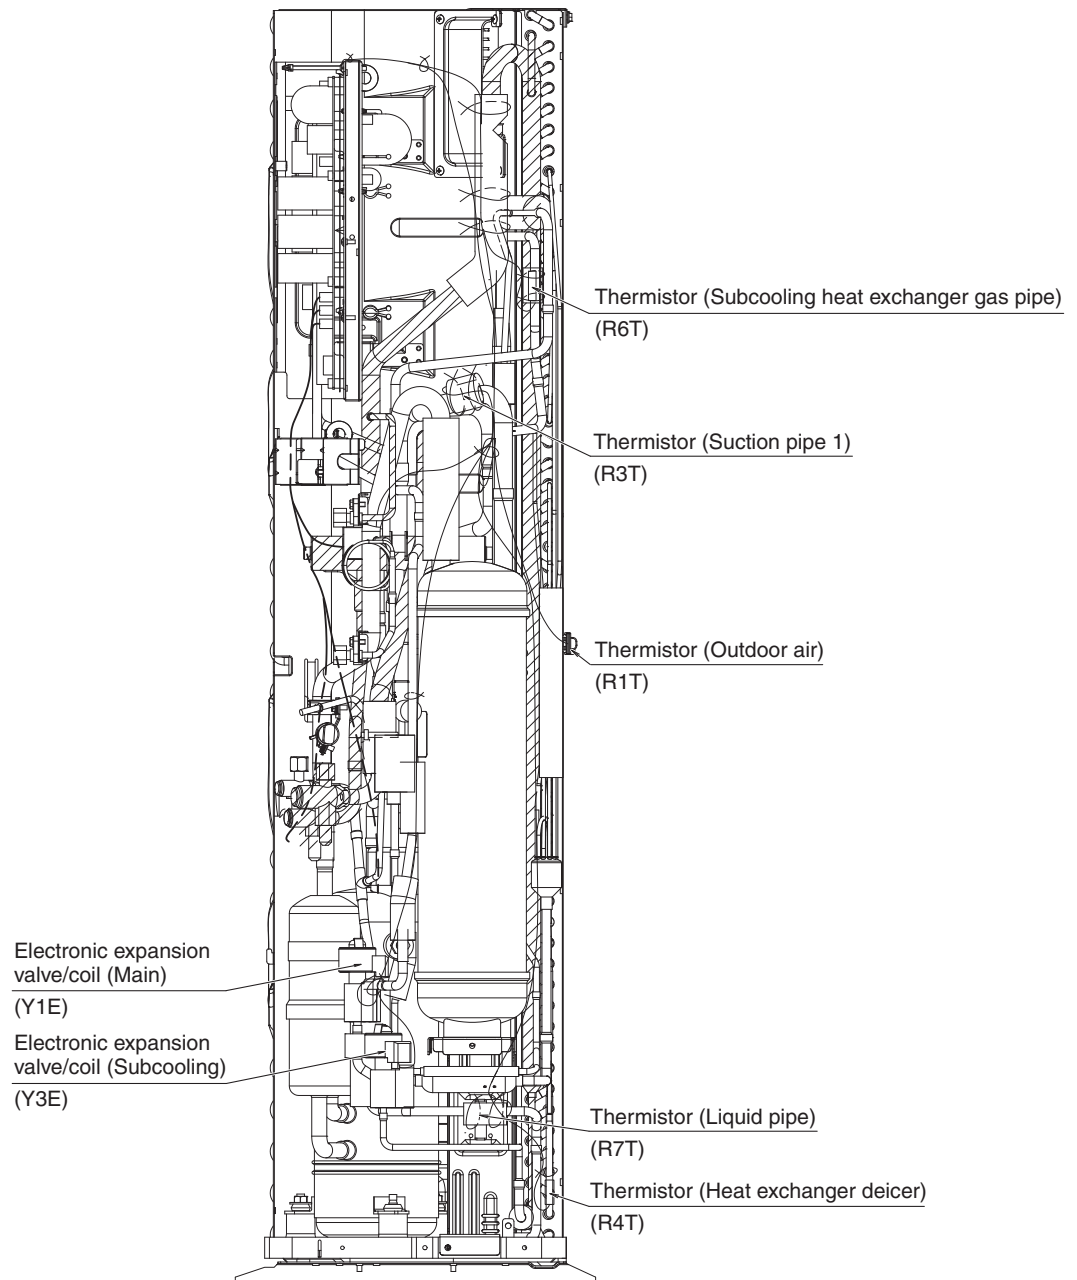 Thermistor (Subcooling heat exchanger gas pipe)
(R6T)
Thermistor (Suction pipe 1)
(R3T)
Thermistor (Outdoor air)
(R1T)
Electronic expansion
valve/coil (Main)
(Y1E)
Electronic expansion
valve/coil (Subcooling)
(Y3E)
Thermistor (Liquid pipe)
(R7T)
Thermistor (Heat exchanger deicer)
(R4T)